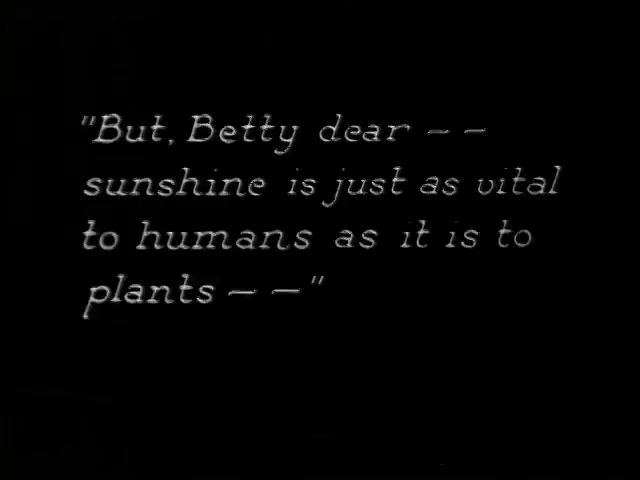 "But, Betty dear – –
sunshine is just as vital
to humans as it is to
plants – –"